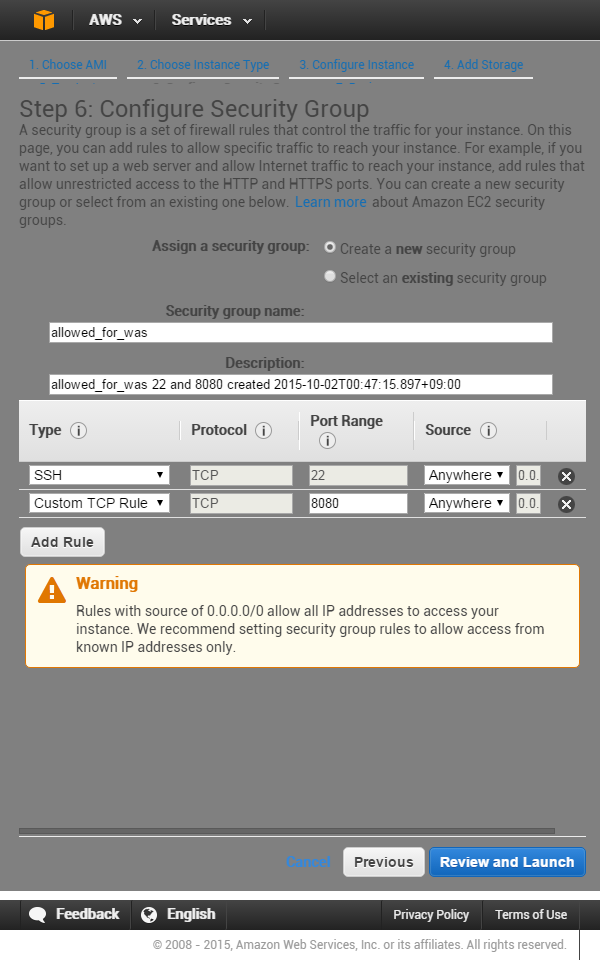 AWS Services
1. Choose AMI 2. Choose Instance Type 3. Configure Instance 4. Add Storage
Step 6: Configure Security Group
A security group is a set of firewall rules that control the traffic for your instance. On this
page, you can add rules to allow specific traffic to reach your instance. For example, if you
want to set up a web server and allow Internet traffic to reach your instance, add rules that
allow unrestricted access to the HTTP and HTTPS ports. You can create a new security
group or select from an existing one below. Learn more about Amazon EC2 security
groups.
Assign a security group: Create a new security group
Select an existing security group
Security group name:
allowed_for_was
Description:
allowed_for_was 22 and 8080 created 2015-10-02T00:47:15.897+09:00
Type i Protocol i Port Range i Source i
SSH TCP 22 Anywhere 0.0.
Custom TCP Rule TCP 8080 Anywhere 0.0.
Add Rule
Warning
Rules with source of 0.0.0.0/0 allow all IP addresses to access your
instance. We recommend setting security group rules to allow access from
known IP addresses only.
Cancel Previous Review and Launch
Feedback English Privacy Policy Terms of Use
© 2008 - 2015, Amazon Web Services, Inc. or its affiliates. All rights reserved.